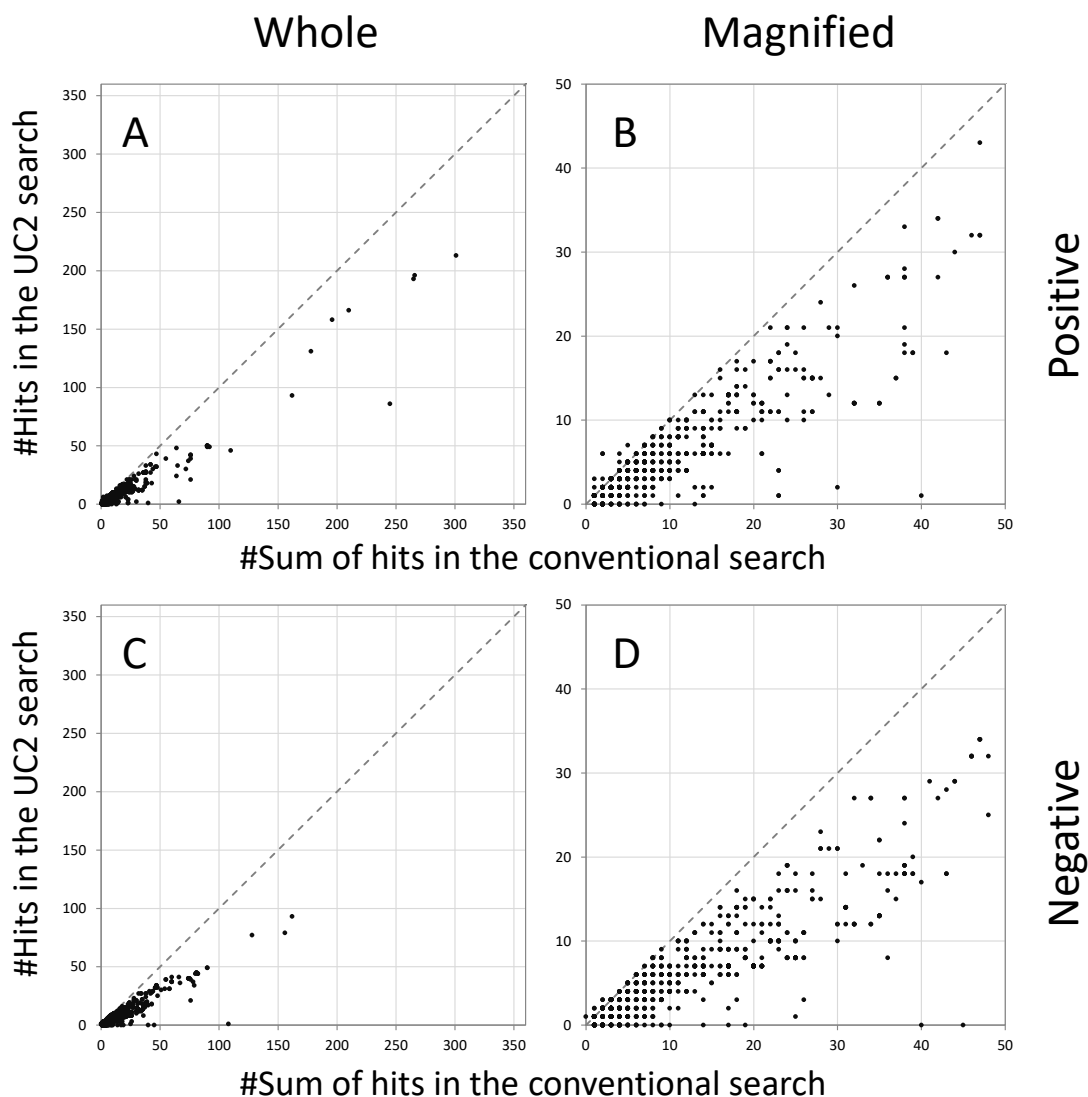 Whole Magnified
#Hits in the UC2 search
350
300
250
200
150
100
50
0
A
0 50 100 150 200 250 300 350
50
40
30
20
10
0
B
0 10 20 30 40 50
Positive
#Sum of hits in the conventional search
#Hits in the UC2 search
350
300
250
200
150
100
50
0
C
0 50 100 150 200 250 300 350
50
40
30
20
10
0
D
0 10 20 30 40 50
Negative
#Sum of hits in the conventional search